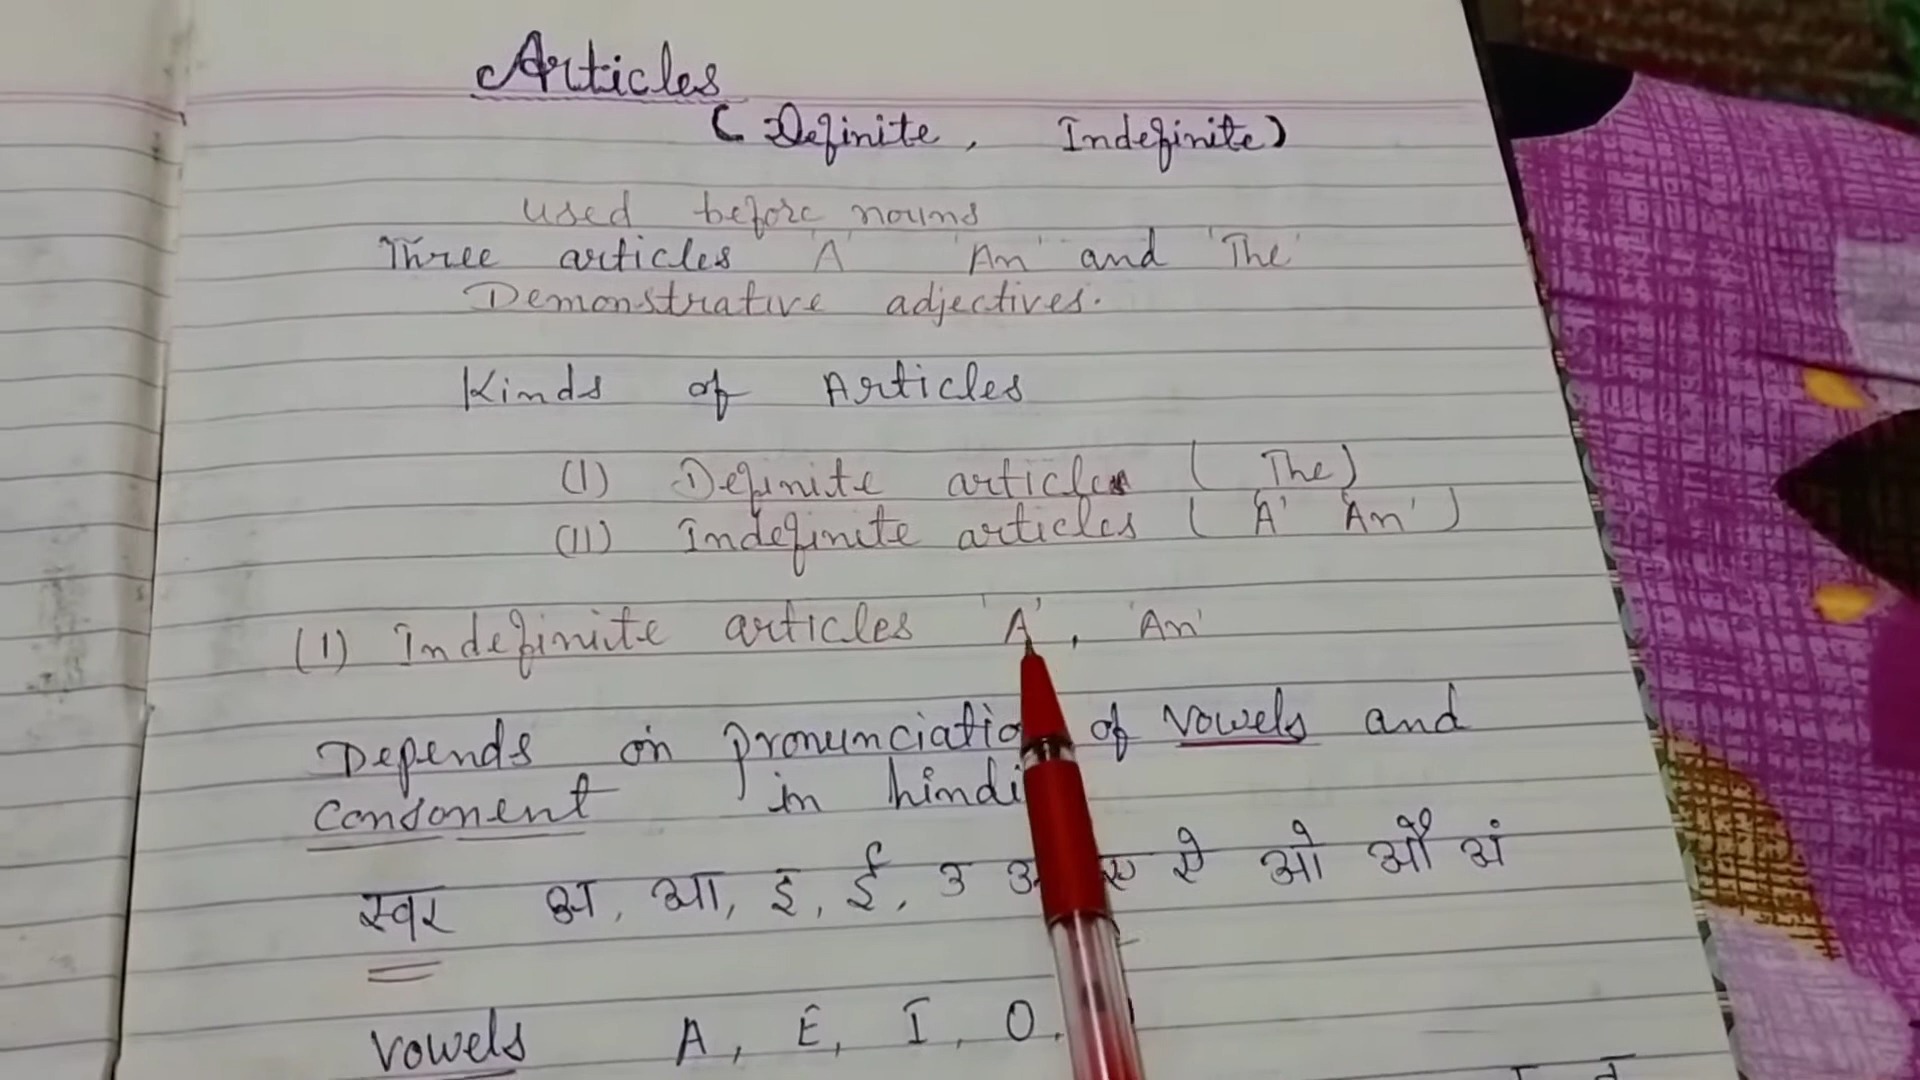 Articles
(Definite, Indefinite)
used before nouns
Three articles 'A' 'An' and 'The'
Demonstrative adjectives.
Kinds of Articles
(I) Definite articles (The)
(II) Indefinite articles ('A' 'An')
(1) Indefinite articles 'A', 'An'
Depends on pronunciation of vowels and
consonent in hindi
स्वर अ, आ, इ, ई, उ ए ऐ ओ औ अं
vowels A, E, I, O,